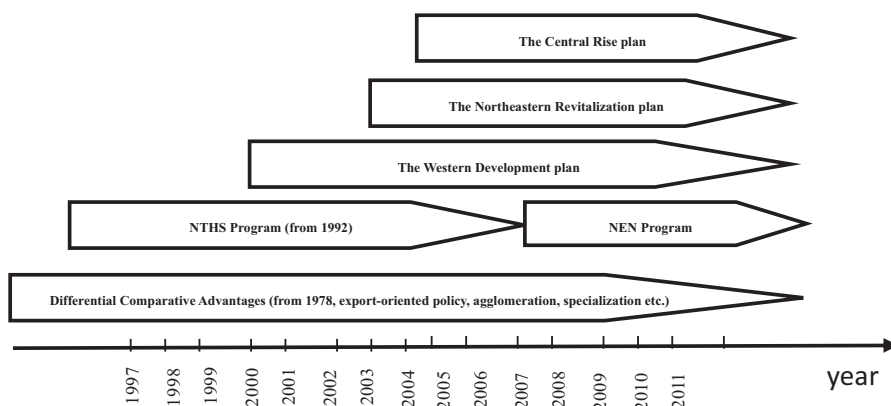 The Central Rise plan
The Northeastern Revitalization plan
The Western Development plan
NTHS Program (from 1992)
NEN Program
Differential Comparative Advantages (from 1978, export-oriented policy, agglomeration, specialization etc.)
1997
1998
1999
2000
2001
2002
2003
2004
2005
2006
2007
2008
2009
2010
2011
year